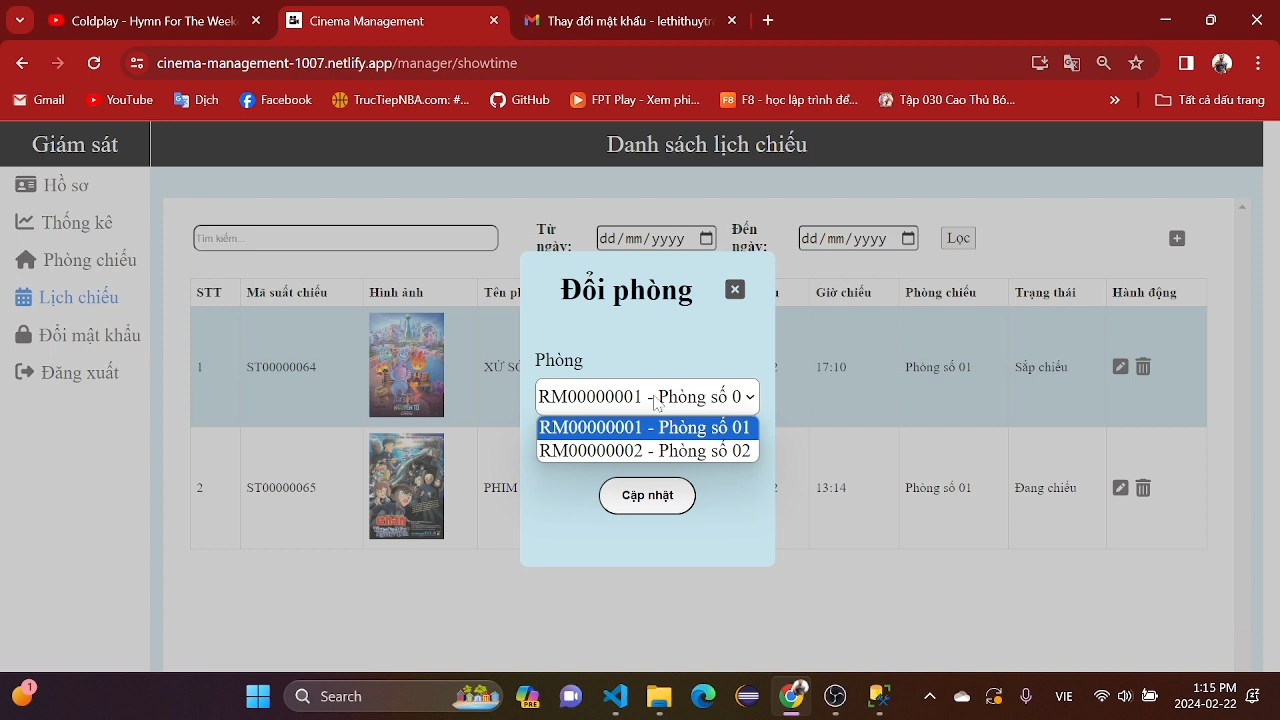 Coldplay - Hymn For The Week
Cinema Management
Thay đổi mật khẩu - lethithuytr
cinema-management-1007.netlify.app/manager/showtime
Gmail
YouTube
Dịch
Facebook
TrucTiepNBA.com: #...
GitHub
FPT Play - Xem phi...
F8 - học lập trình để...
Tập 030 Cao Thủ Bó...
»
Tất cả dấu trang
Giám sát
Danh sách lịch chiếu
Hồ sơ
Thống kê
Phòng chiếu
Lịch chiếu
Đổi mật khẩu
Đăng xuất
Tìm kiếm...
Từ
ngày:
dd/mm/yyyy
Đến
ngày:
dd/mm/yyyy
Lọc
STT
Mã suất chiếu
Hình ảnh
Tên p
Giờ chiếu
Phòng chiếu
Trạng thái
Hành động
1
ST00000064
XỨ S
17:10
Phòng số 01
Sắp chiếu
2
ST00000065
PHIM
13:14
Phòng số 01
Đang chiếu
Đổi phòng
Phòng
RM00000001 - Phòng số 0
RM00000001 - Phòng số 01
RM00000002 - Phòng số 02
Cập nhật
1
Search
PRE
VIE
1:15 PM
2024-02-22